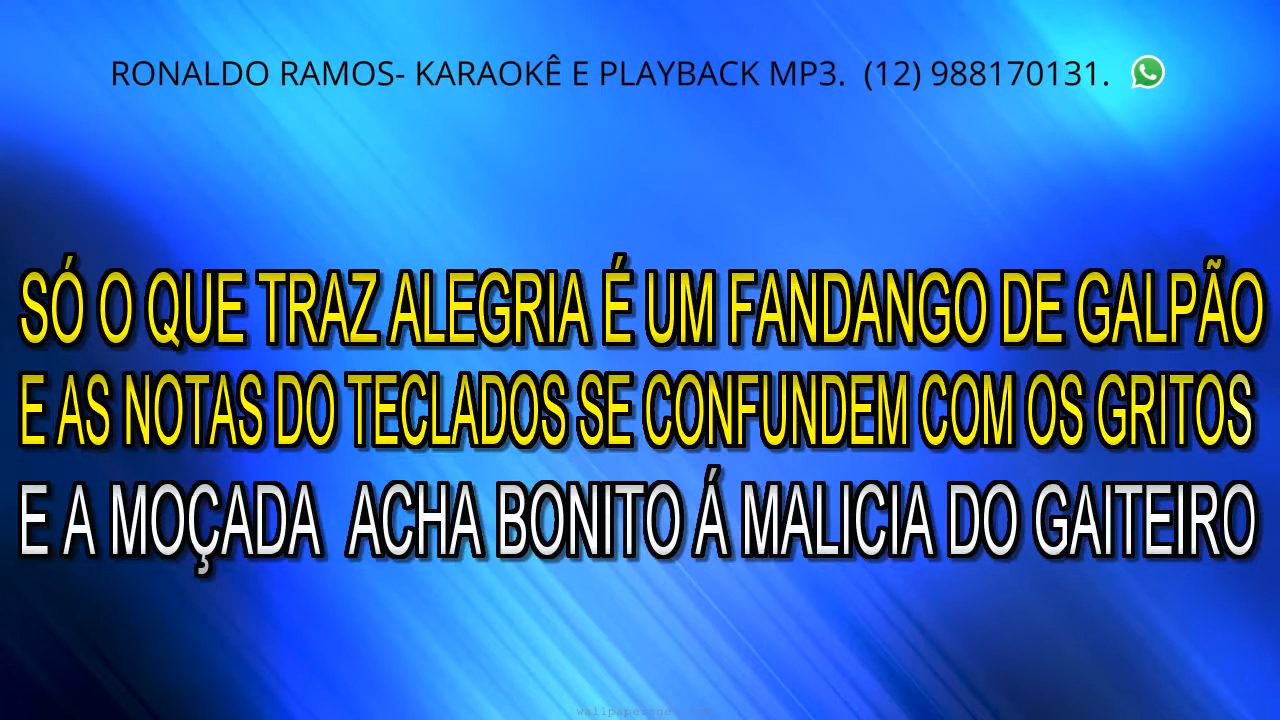 RONALDO RAMOS- KARAOKÊ E PLAYBACK MP3. (12) 988170131.
SÓ O QUE TRAZ ALEGRIA É UM FANDANGO DE GALPÃO
E AS NOTAS DO TECLADOS SE CONFUNDEM COM OS GRITOS
E A MOÇADA  ACHA BONITO Á MALICIA DO GAITEIRO